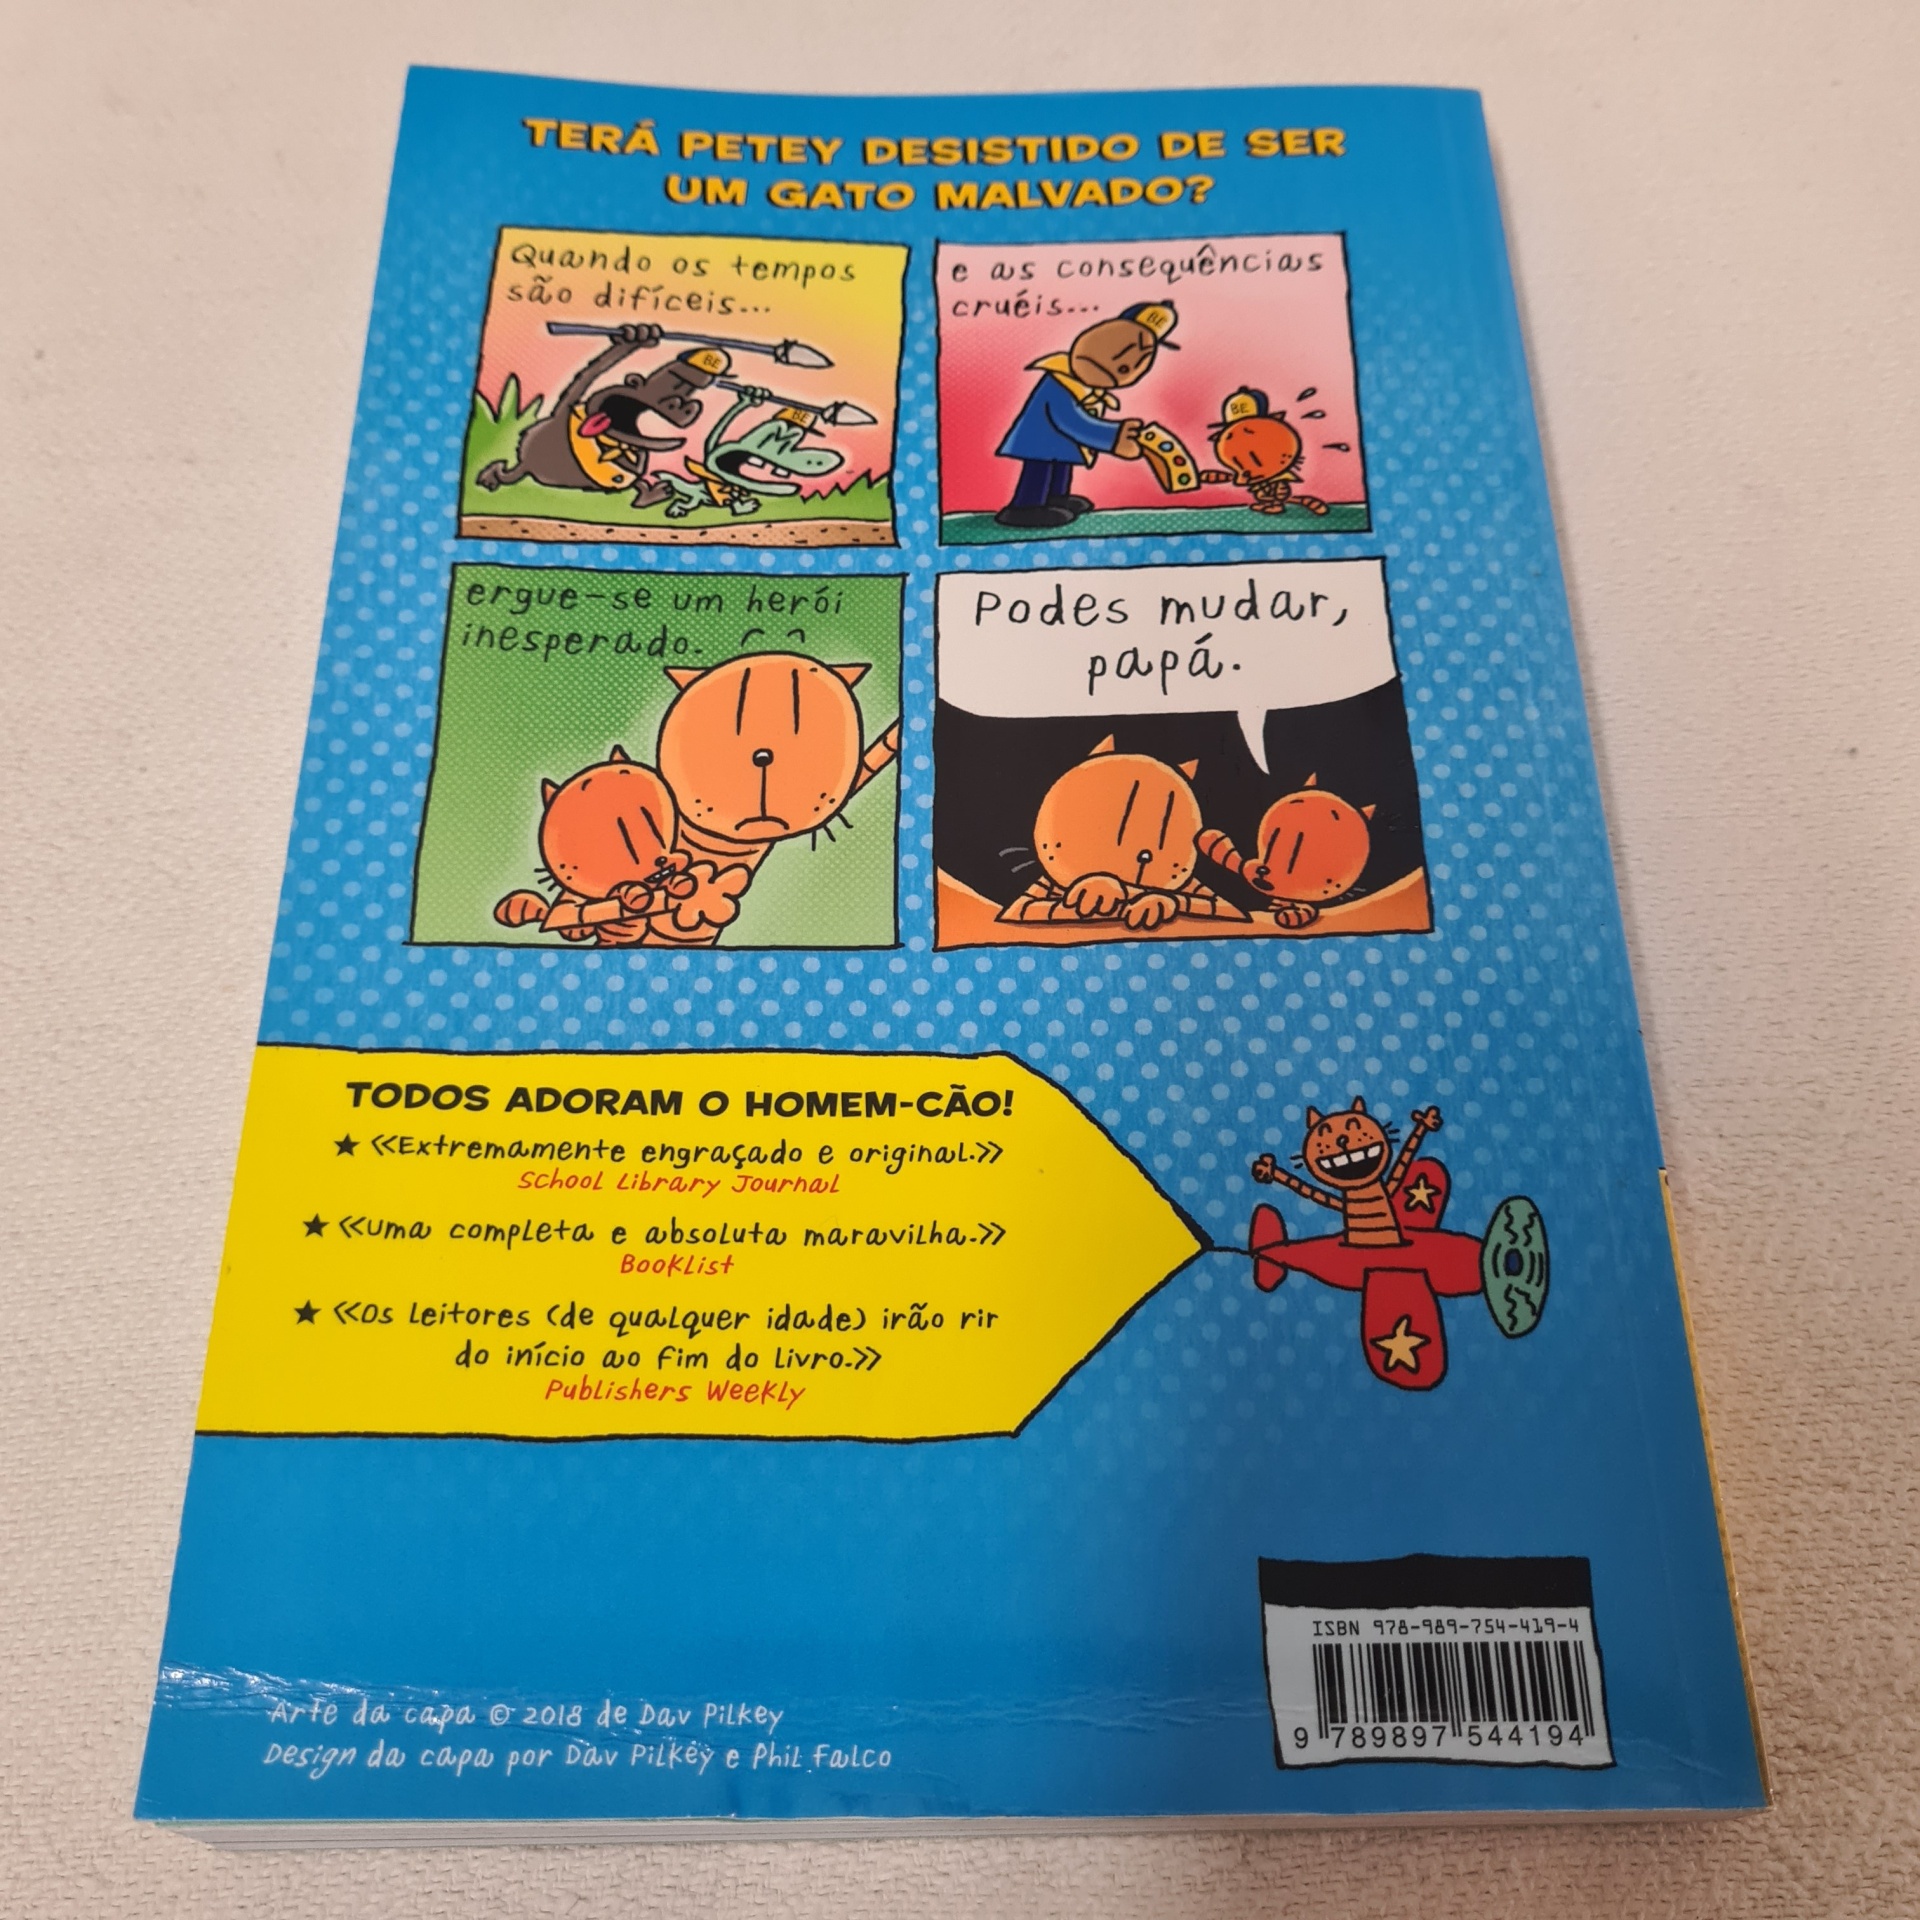 TERÁ PETEY DESISTIDO DE SER
UM GATO MALVADO?
Quando os tempos
são difíceis...
BE
BE
e as consequências
cruéis...
BE
BE
ergue-se um herói
inesperado.
Podes mudar,
papá.
TODOS ADORAM O HOMEM-CÃO!
★ «Extremamente engraçado e original.»
School Library Journal
★ «uma completa e absoluta maravilha.»
Booklist
★ «Os leitores (de qualquer idade) irão rir
do início ao fim do livro.»
Publishers Weekly
Arte da capa © 2018 de Dav Pilkey
Design da capa por Dav Pilkey e Phil Falco
ISBN 978-989-754-419-4
9 789897 544194